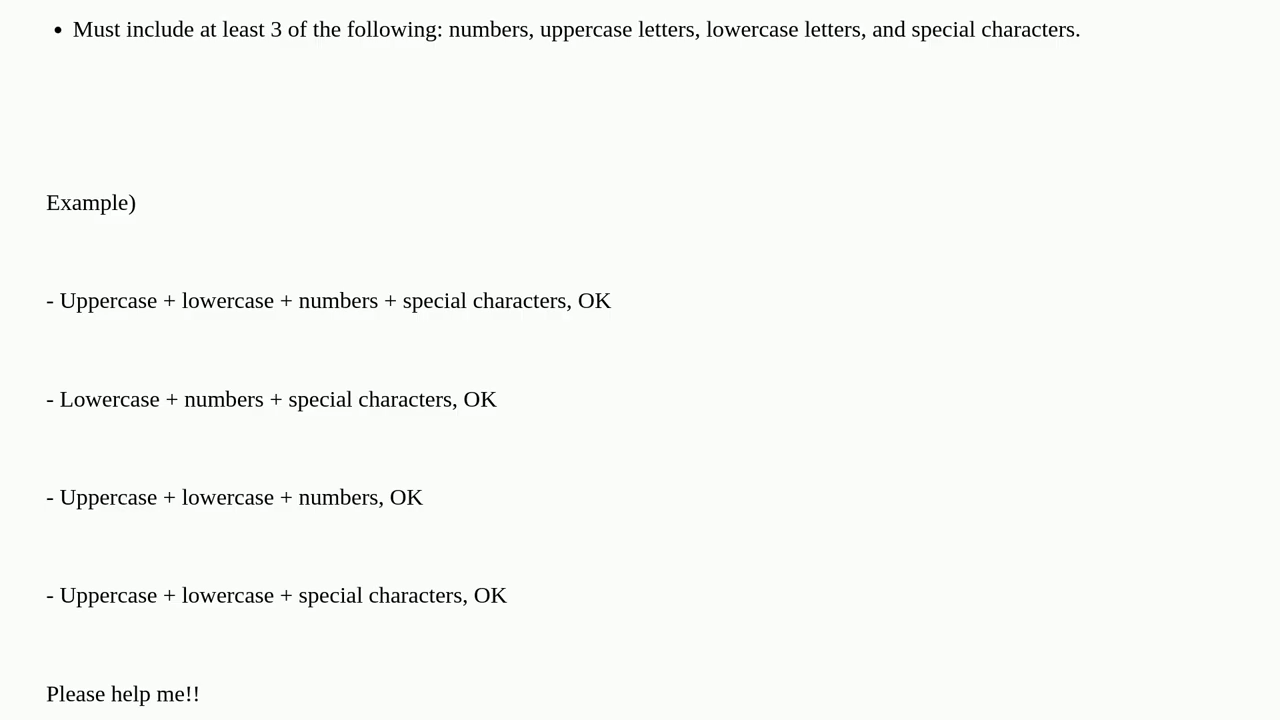 • Must include at least 3 of the following: numbers, uppercase letters, lowercase letters, and special characters.
Example)
- Uppercase + lowercase + numbers + special characters, OK
- Lowercase + numbers + special characters, OK
- Uppercase + lowercase + numbers, OK
- Uppercase + lowercase + special characters, OK
Please help me!!